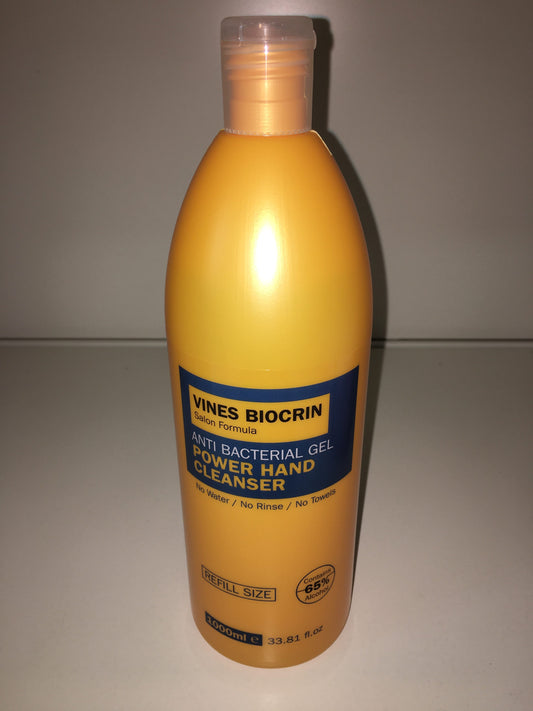 VINES BIOCRIN
Salon Formula
ANTI BACTERIAL GEL
POWER HAND
CLEANSER
No Water / No Rinse / No Towels
REFILL SIZE
Contains
65%
Alcohol
1000ml e 33.81 fl.oz